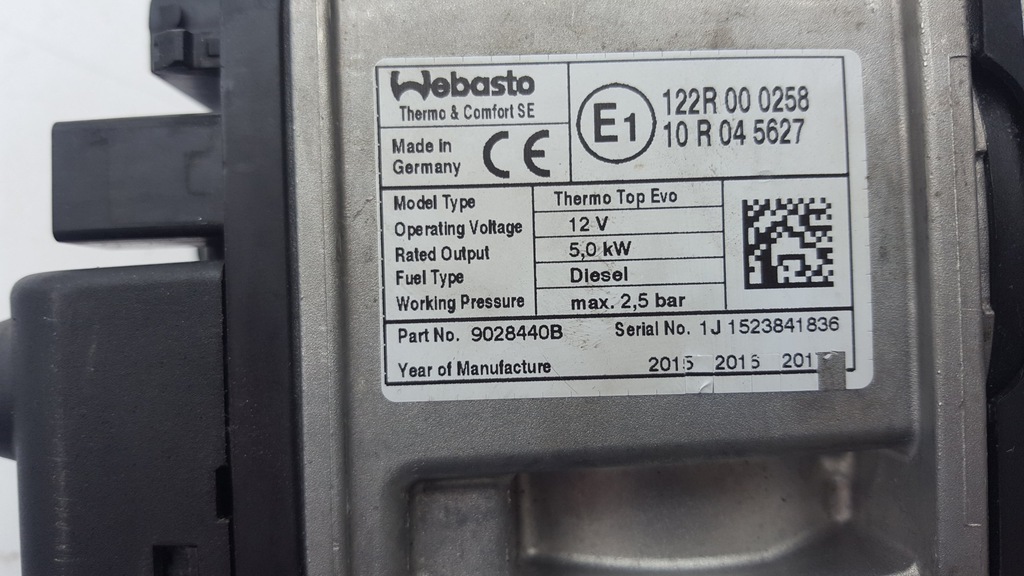 Webasto
Thermo & Comfort SE
Made in
Germany
CE
E1
122R 00 0258
10 R 04 5627
Model Type Thermo Top Evo
Operating Voltage 12 V
Rated Output 5,0 kW
Fuel Type Diesel
Working Pressure max. 2,5 bar
Part No. 9028440B Serial No. 1J 1523841836
Year of Manufacture 2015 2016